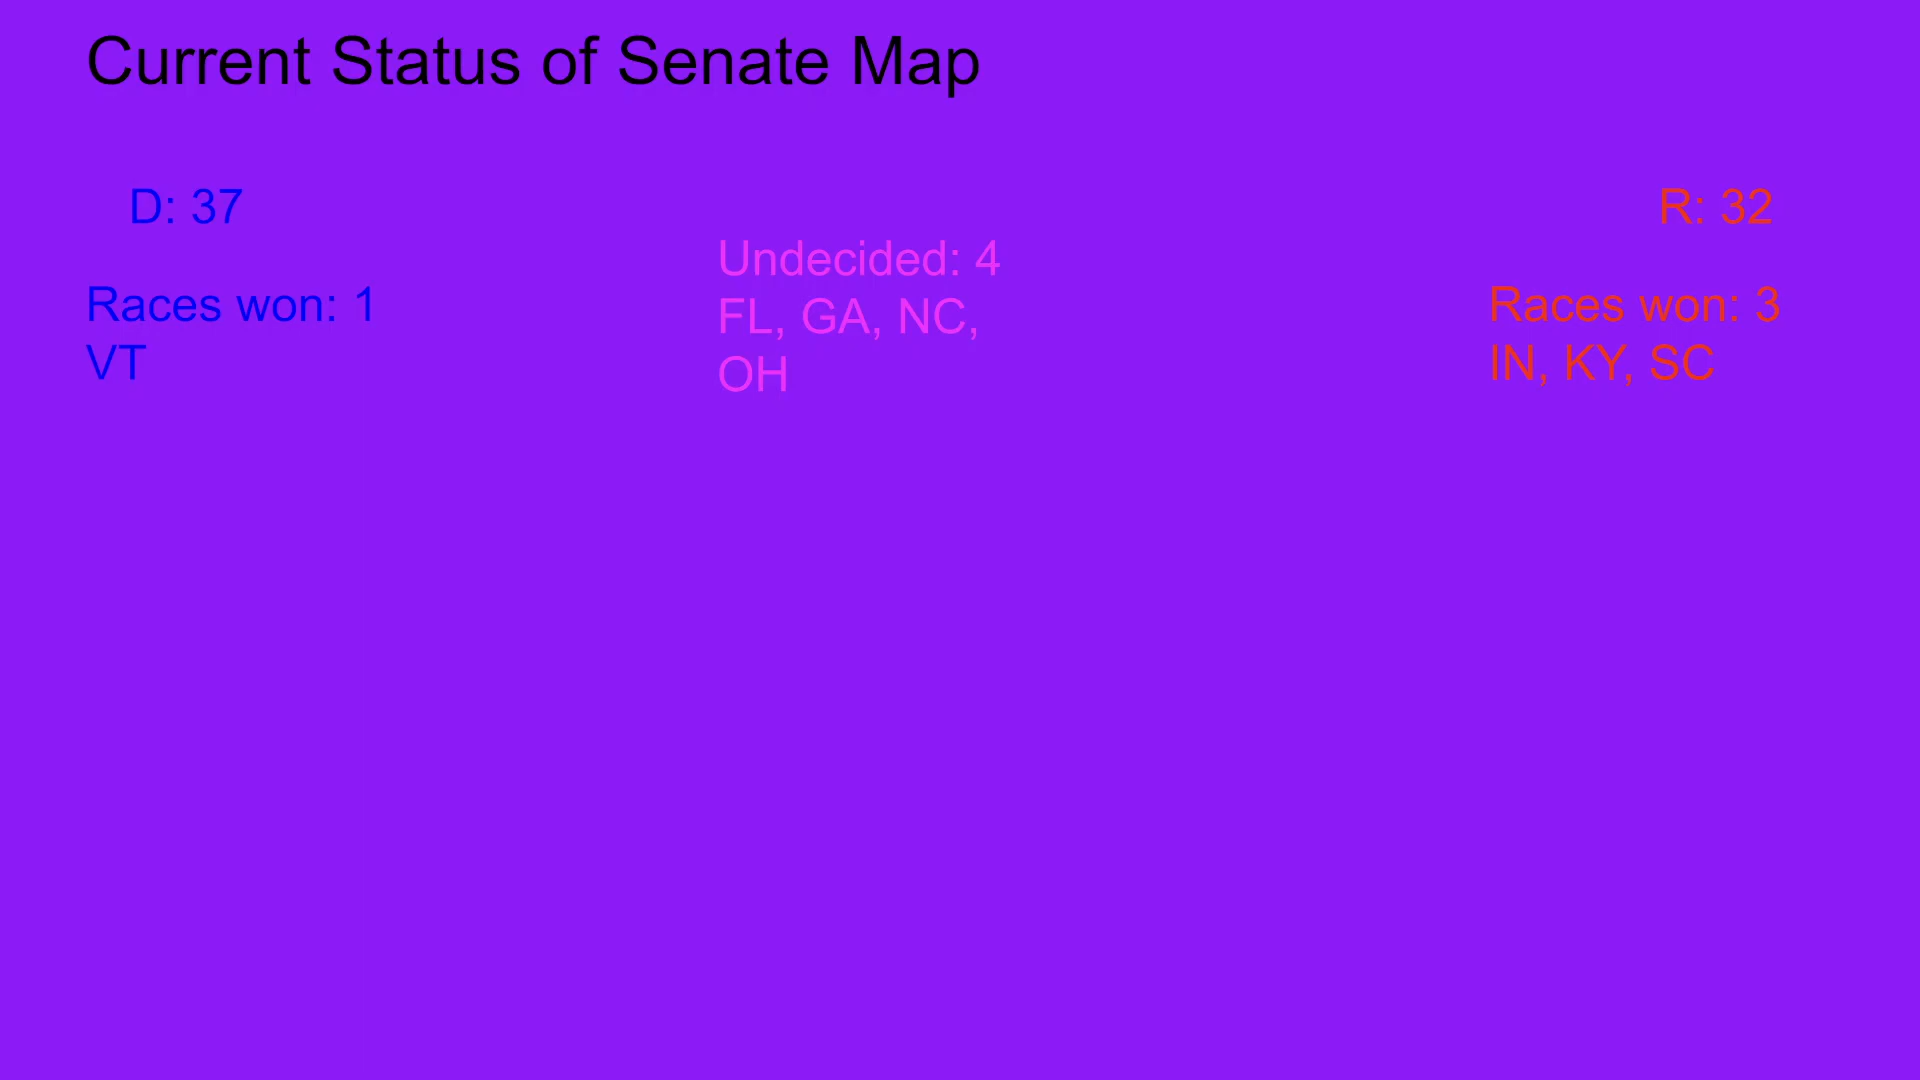 Current Status of Senate Map
D: 37
Races won: 1
VT
Undecided: 4
FL, GA, NC,
OH
R: 32
Races won: 3
IN, KY, SC